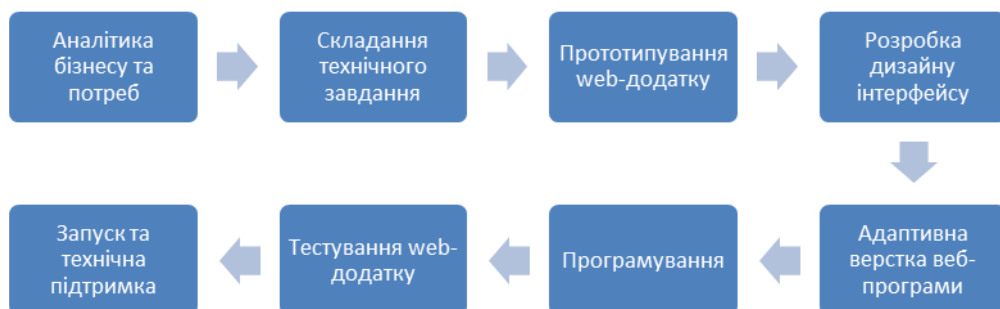 Аналітика
бізнесу та
потреб
Складання
технічного
завдання
Прототипування
web-додатку
Розробка
дизайну
інтерфейсу
Адаптивна
верстка веб-
програми
Програмування
Тестування web-
додатку
Запуск та
технічна
підтримка